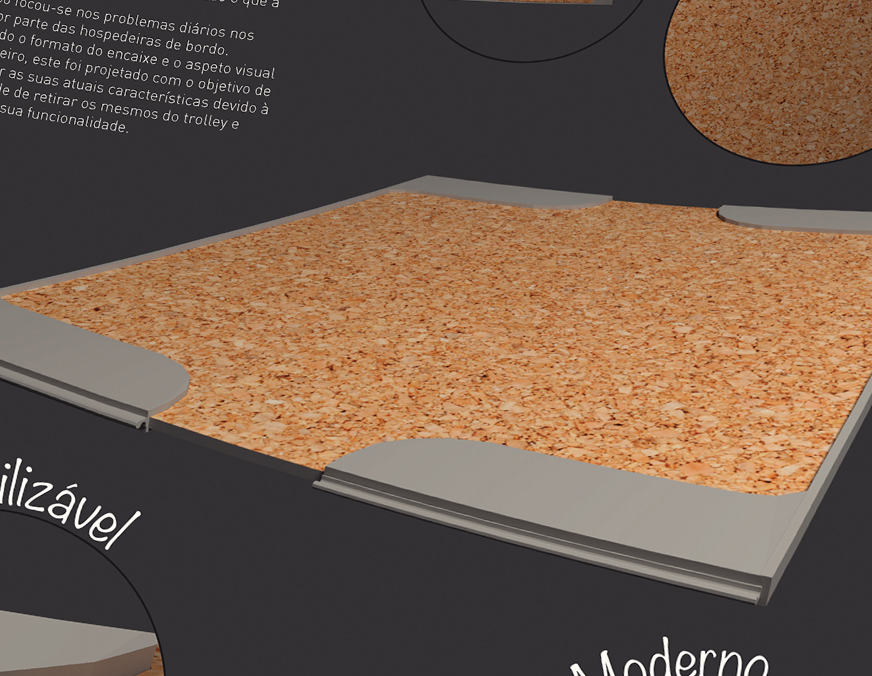 o focou-se nos problemas diários nos
or parte das hospedeiras de bordo.
do o formato do encaixe e o aspeto visual
eiro, este foi projetado com o objetivo de
r as suas atuais características devido à
de de retirar os mesmos do trolley e
sua funcionalidade.
ilizável
Moderno